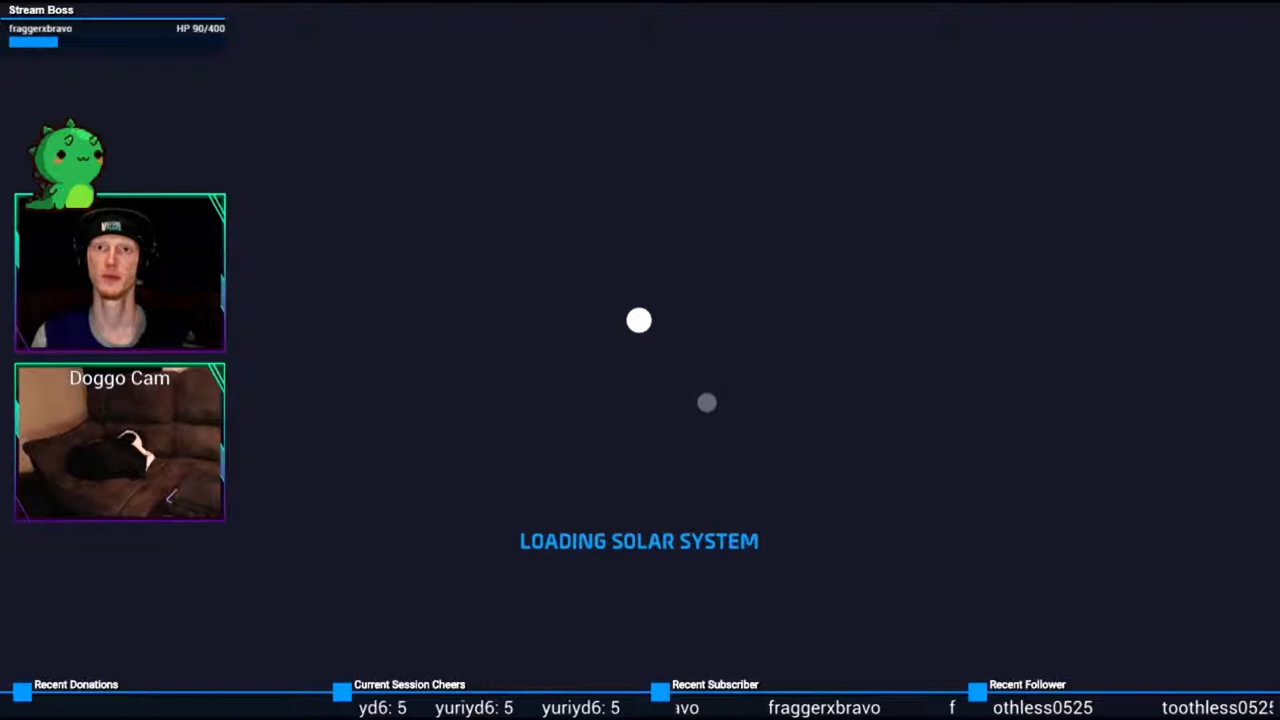 Stream Boss
fraggerxbravo HP 90/400
Doggo Cam
LOADING SOLAR SYSTEM
Recent Donations
Current Session Cheers
yd6: 5 yuriyd6: 5 yuriyd6: 5
Recent Subscriber
avo fraggerxbravo f
Recent Follower
othless0525 toothless0525